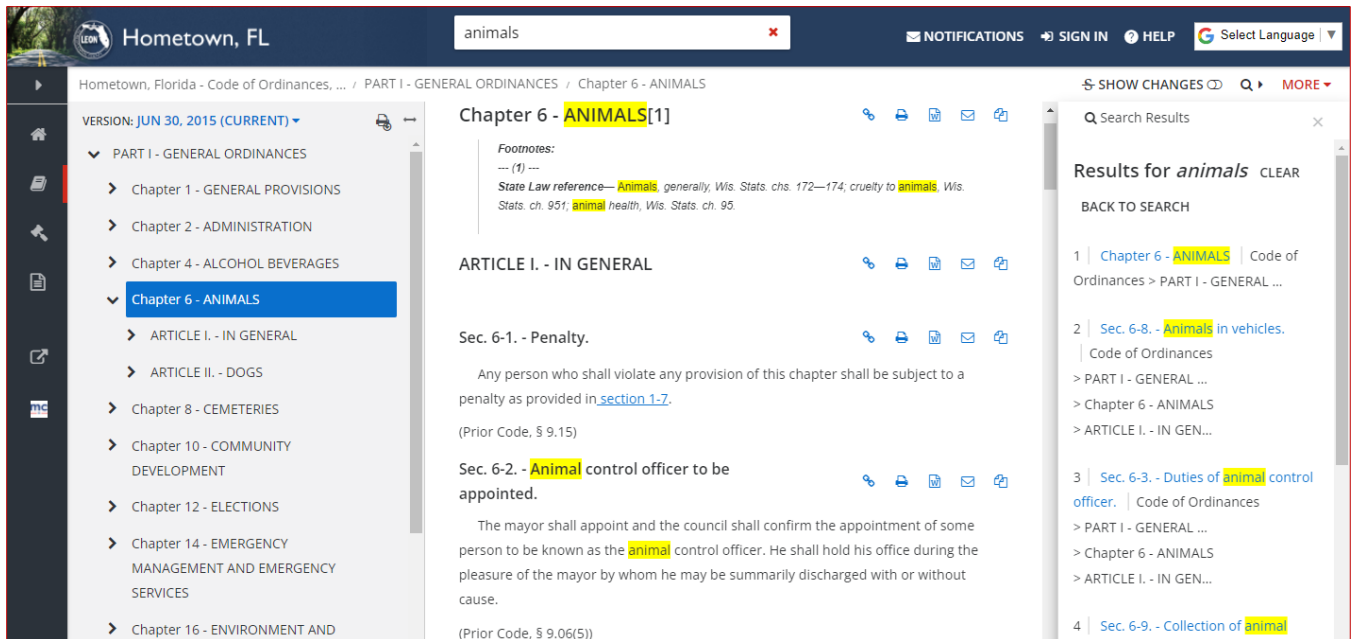 LEON
Hometown, FL
animals
NOTIFICATIONS
SIGN IN
HELP
Select Language
Hometown, Florida - Code of Ordinances, ... / PART I - GENERAL ORDINANCES / Chapter 6 - ANIMALS
SHOW CHANGES
MORE
VERSION: JUN 30, 2015 (CURRENT)
PART I - GENERAL ORDINANCES
Chapter 1 - GENERAL PROVISIONS
Chapter 2 - ADMINISTRATION
Chapter 4 - ALCOHOL BEVERAGES
Chapter 6 - ANIMALS
ARTICLE I. - IN GENERAL
ARTICLE II. - DOGS
Chapter 8 - CEMETERIES
Chapter 10 - COMMUNITY
DEVELOPMENT
Chapter 12 - ELECTIONS
Chapter 14 - EMERGENCY
MANAGEMENT AND EMERGENCY
SERVICES
Chapter 16 - ENVIRONMENT AND
mc
Chapter 6 - ANIMALS[1]
Footnotes:
--- (1) ---
State Law reference— Animals, generally, Wis. Stats. chs. 172—174; cruelty to animals, Wis.
Stats. ch. 951; animal health, Wis. Stats. ch. 95.
ARTICLE I. - IN GENERAL
Sec. 6-1. - Penalty.
Any person who shall violate any provision of this chapter shall be subject to a
penalty as provided in section 1-7.
(Prior Code, § 9.15)
Sec. 6-2. - Animal control officer to be
appointed.
The mayor shall appoint and the council shall confirm the appointment of some
person to be known as the animal control officer. He shall hold his office during the
pleasure of the mayor by whom he may be summarily discharged with or without
cause.
(Prior Code, § 9.06(5))
Search Results
Results for animals CLEAR
BACK TO SEARCH
1 Chapter 6 - ANIMALS Code of
Ordinances > PART I - GENERAL ...
2 Sec. 6-8. - Animals in vehicles.
Code of Ordinances
> PART I - GENERAL ...
> Chapter 6 - ANIMALS
> ARTICLE I. - IN GEN...
3 Sec. 6-3. - Duties of animal control
officer. Code of Ordinances
> PART I - GENERAL ...
> Chapter 6 - ANIMALS
> ARTICLE I. - IN GEN...
4 Sec. 6-9. - Collection of animal